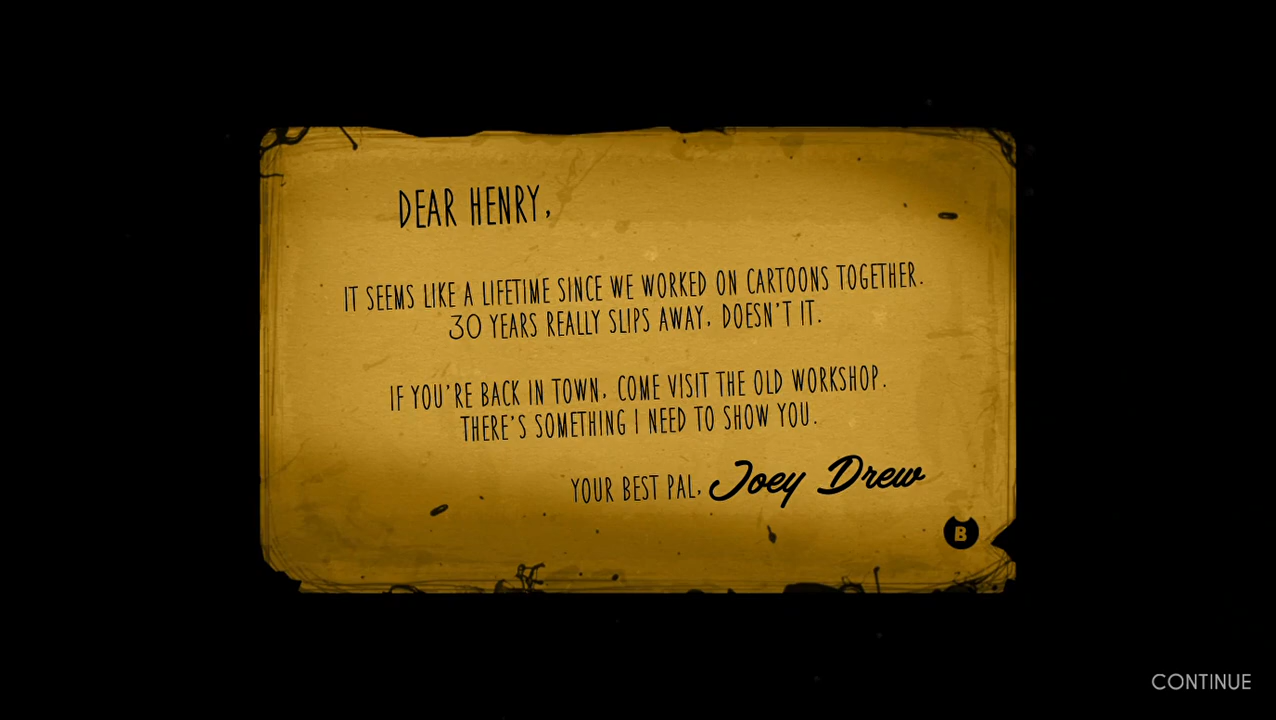 DEAR HENRY,
IT SEEMS LIKE A LIFETIME SINCE WE WORKED ON CARTOONS TOGETHER.
30 YEARS REALLY SLIPS AWAY, DOESN'T IT.
IF YOU'RE BACK IN TOWN, COME VISIT THE OLD WORKSHOP.
THERE'S SOMETHING I NEED TO SHOW YOU.
YOUR BEST PAL, Joey Drew
B
CONTINUE